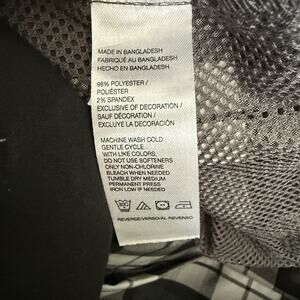 MADE IN BANGLADESH
FABRIQUÉ AU BANGLADESH
HECHO EN BANGLADESH
98% POLYESTER /
POLIÉSTER
2% SPANDEX
EXCLUSIVE OF DECORATION /
SAUF DÉCORATION /
EXCLUYE LA DECORACIÓN
MACHINE WASH COLD
GENTLE CYCLE
WITH LIKE COLORS.
DO NOT USE SOFTENERS
ONLY NON-CHLORINE
BLEACH WHEN NEEDED
TUMBLE DRY MEDIUM,
PERMANENT PRESS
IRON LOW IF NEEDED
REVERSE/VERSO/AL REVERSO